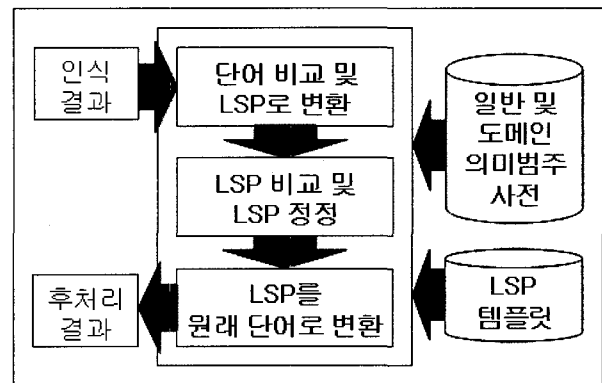 인식
결과
단어 비교 및
LSP로 변환
일반 및
도메인
의미범주
사전
LSP 비교 및
LSP 정정
후처리
결과
LSP를
원래 단어로 변환
LSP
템플릿